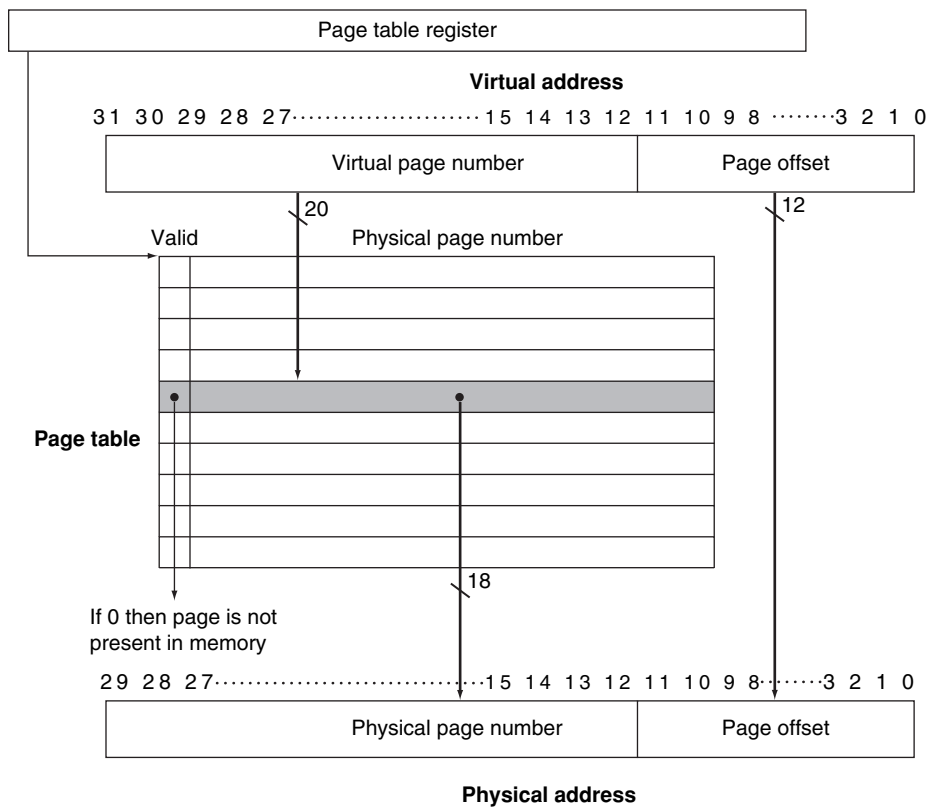 Page table register
Virtual address
31 30 29 28 27·····················15 14 13 12 11 10 9 8 ········3 2 1 0
Virtual page number
Page offset
20
12
Valid
Physical page number
Page table
18
If 0 then page is not
present in memory
29 28 27·····························15 14 13 12 11 10 9 8········3 2 1 0
Physical page number
Page offset
Physical address